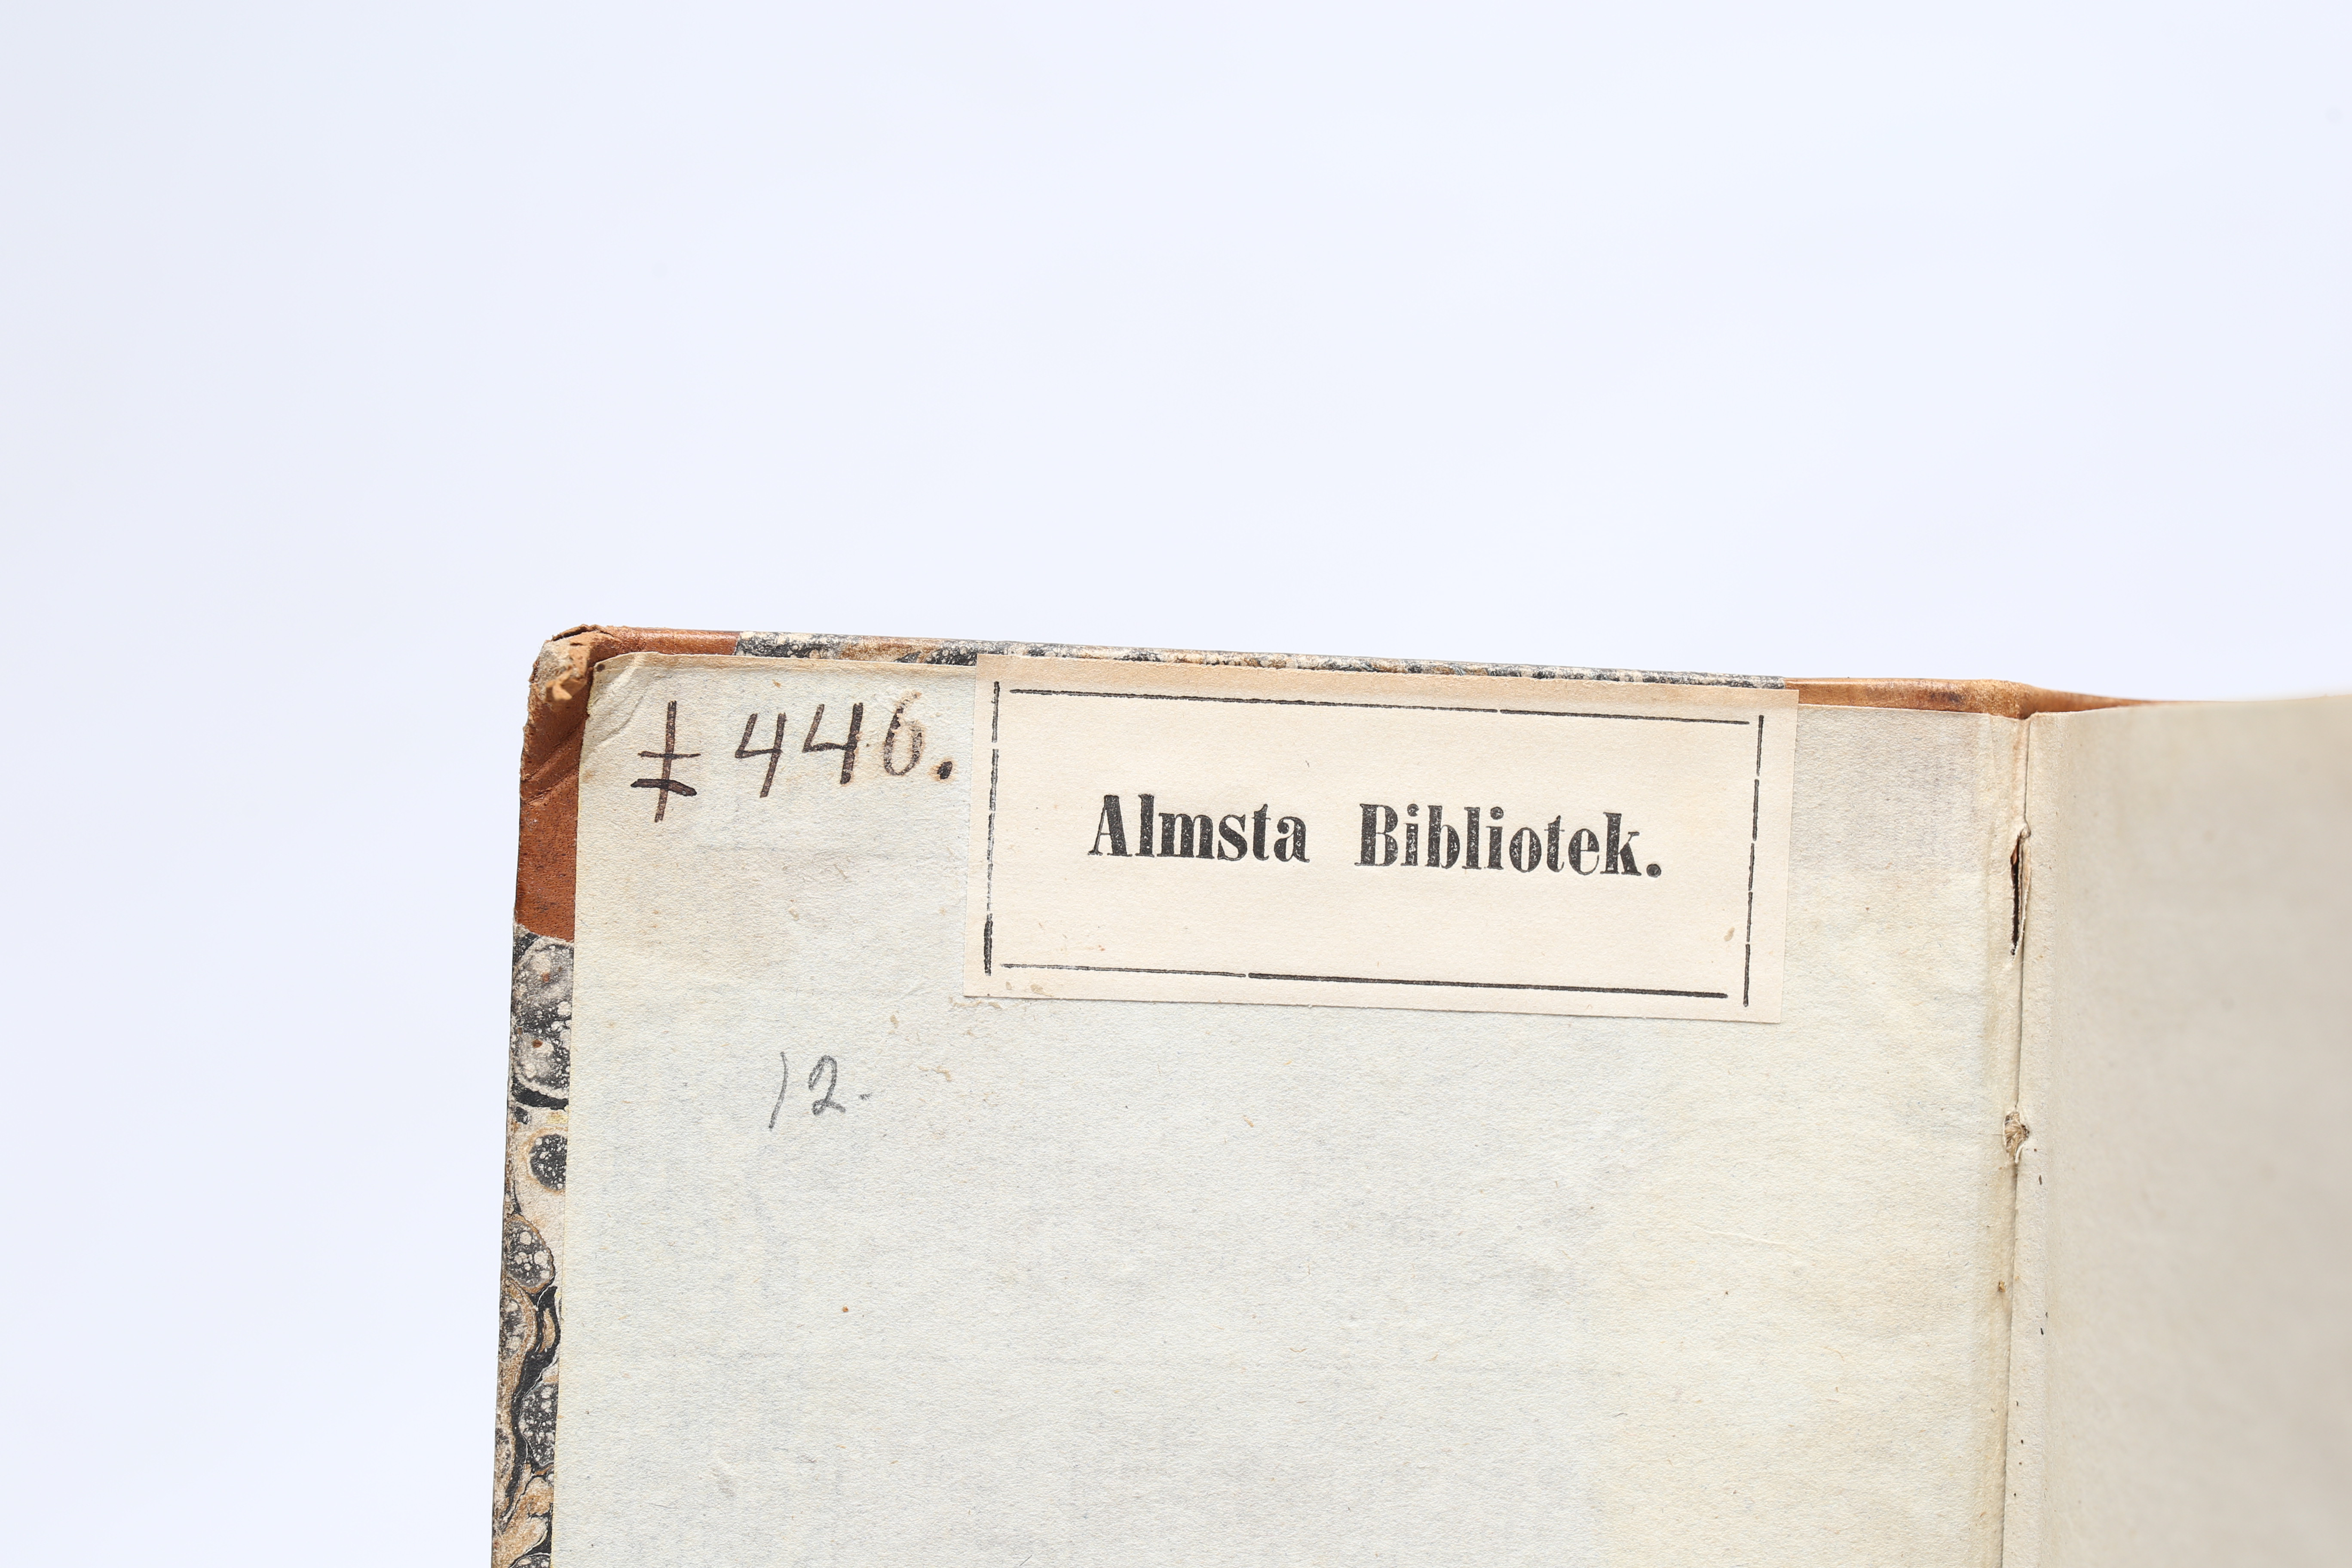 ‡ 446.
Almsta Bibliotek.
12.